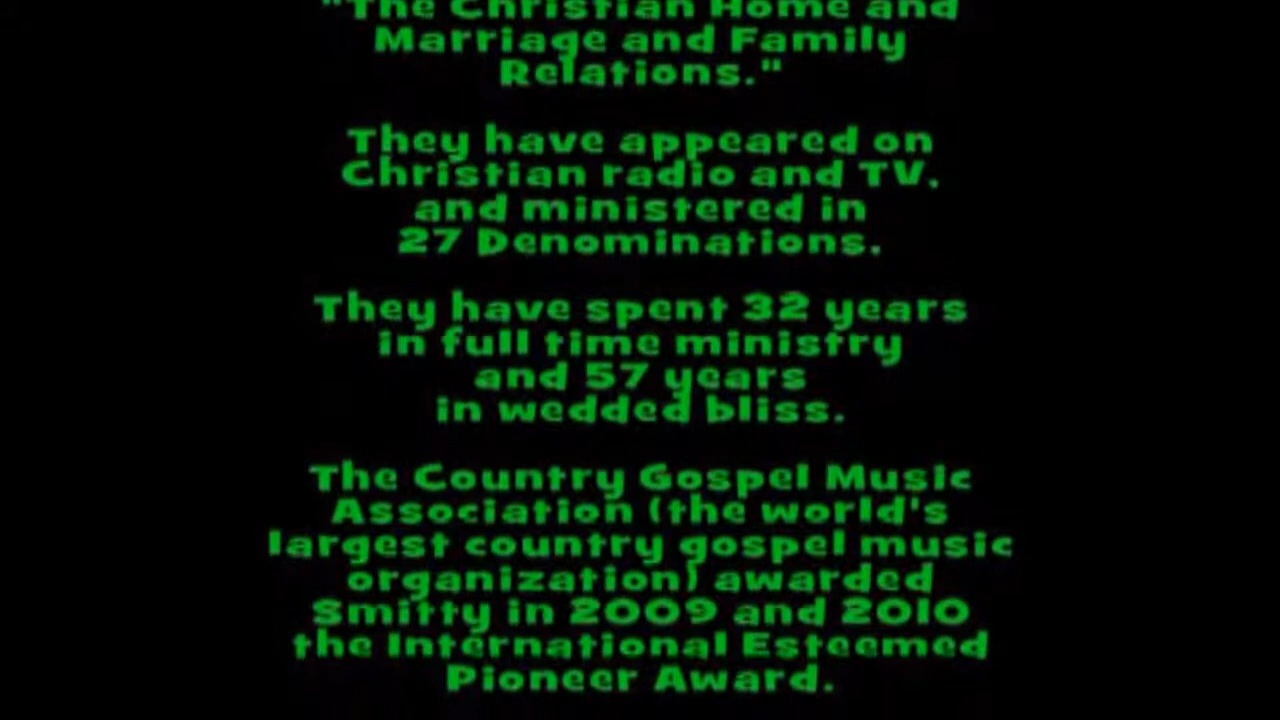 "The Christian Home and
Marriage and Family
Relations."
They have appeared on
Christian radio and TV,
and ministered in
27 Denominations.
They have spent 32 years
in full time ministry
and 57 years
in wedded bliss.
The Country Gospel Music
Association (the world's
largest country gospel music
organization) awarded
Smitty in 2009 and 2010
the International Esteemed
Pioneer Award.